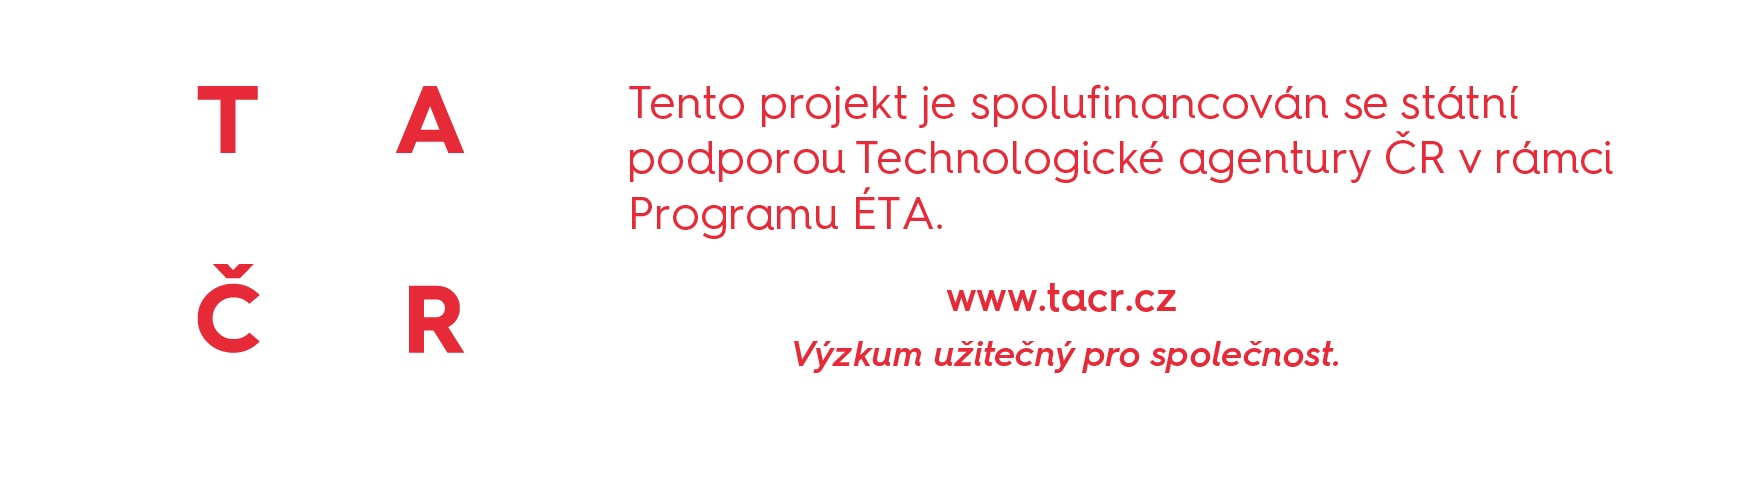 T A
Č R
Tento projekt je spolufinancován se státní
podporou Technologické agentury ČR v rámci
Programu ÉTA.
www.tacr.cz
Výzkum užitečný pro společnost.